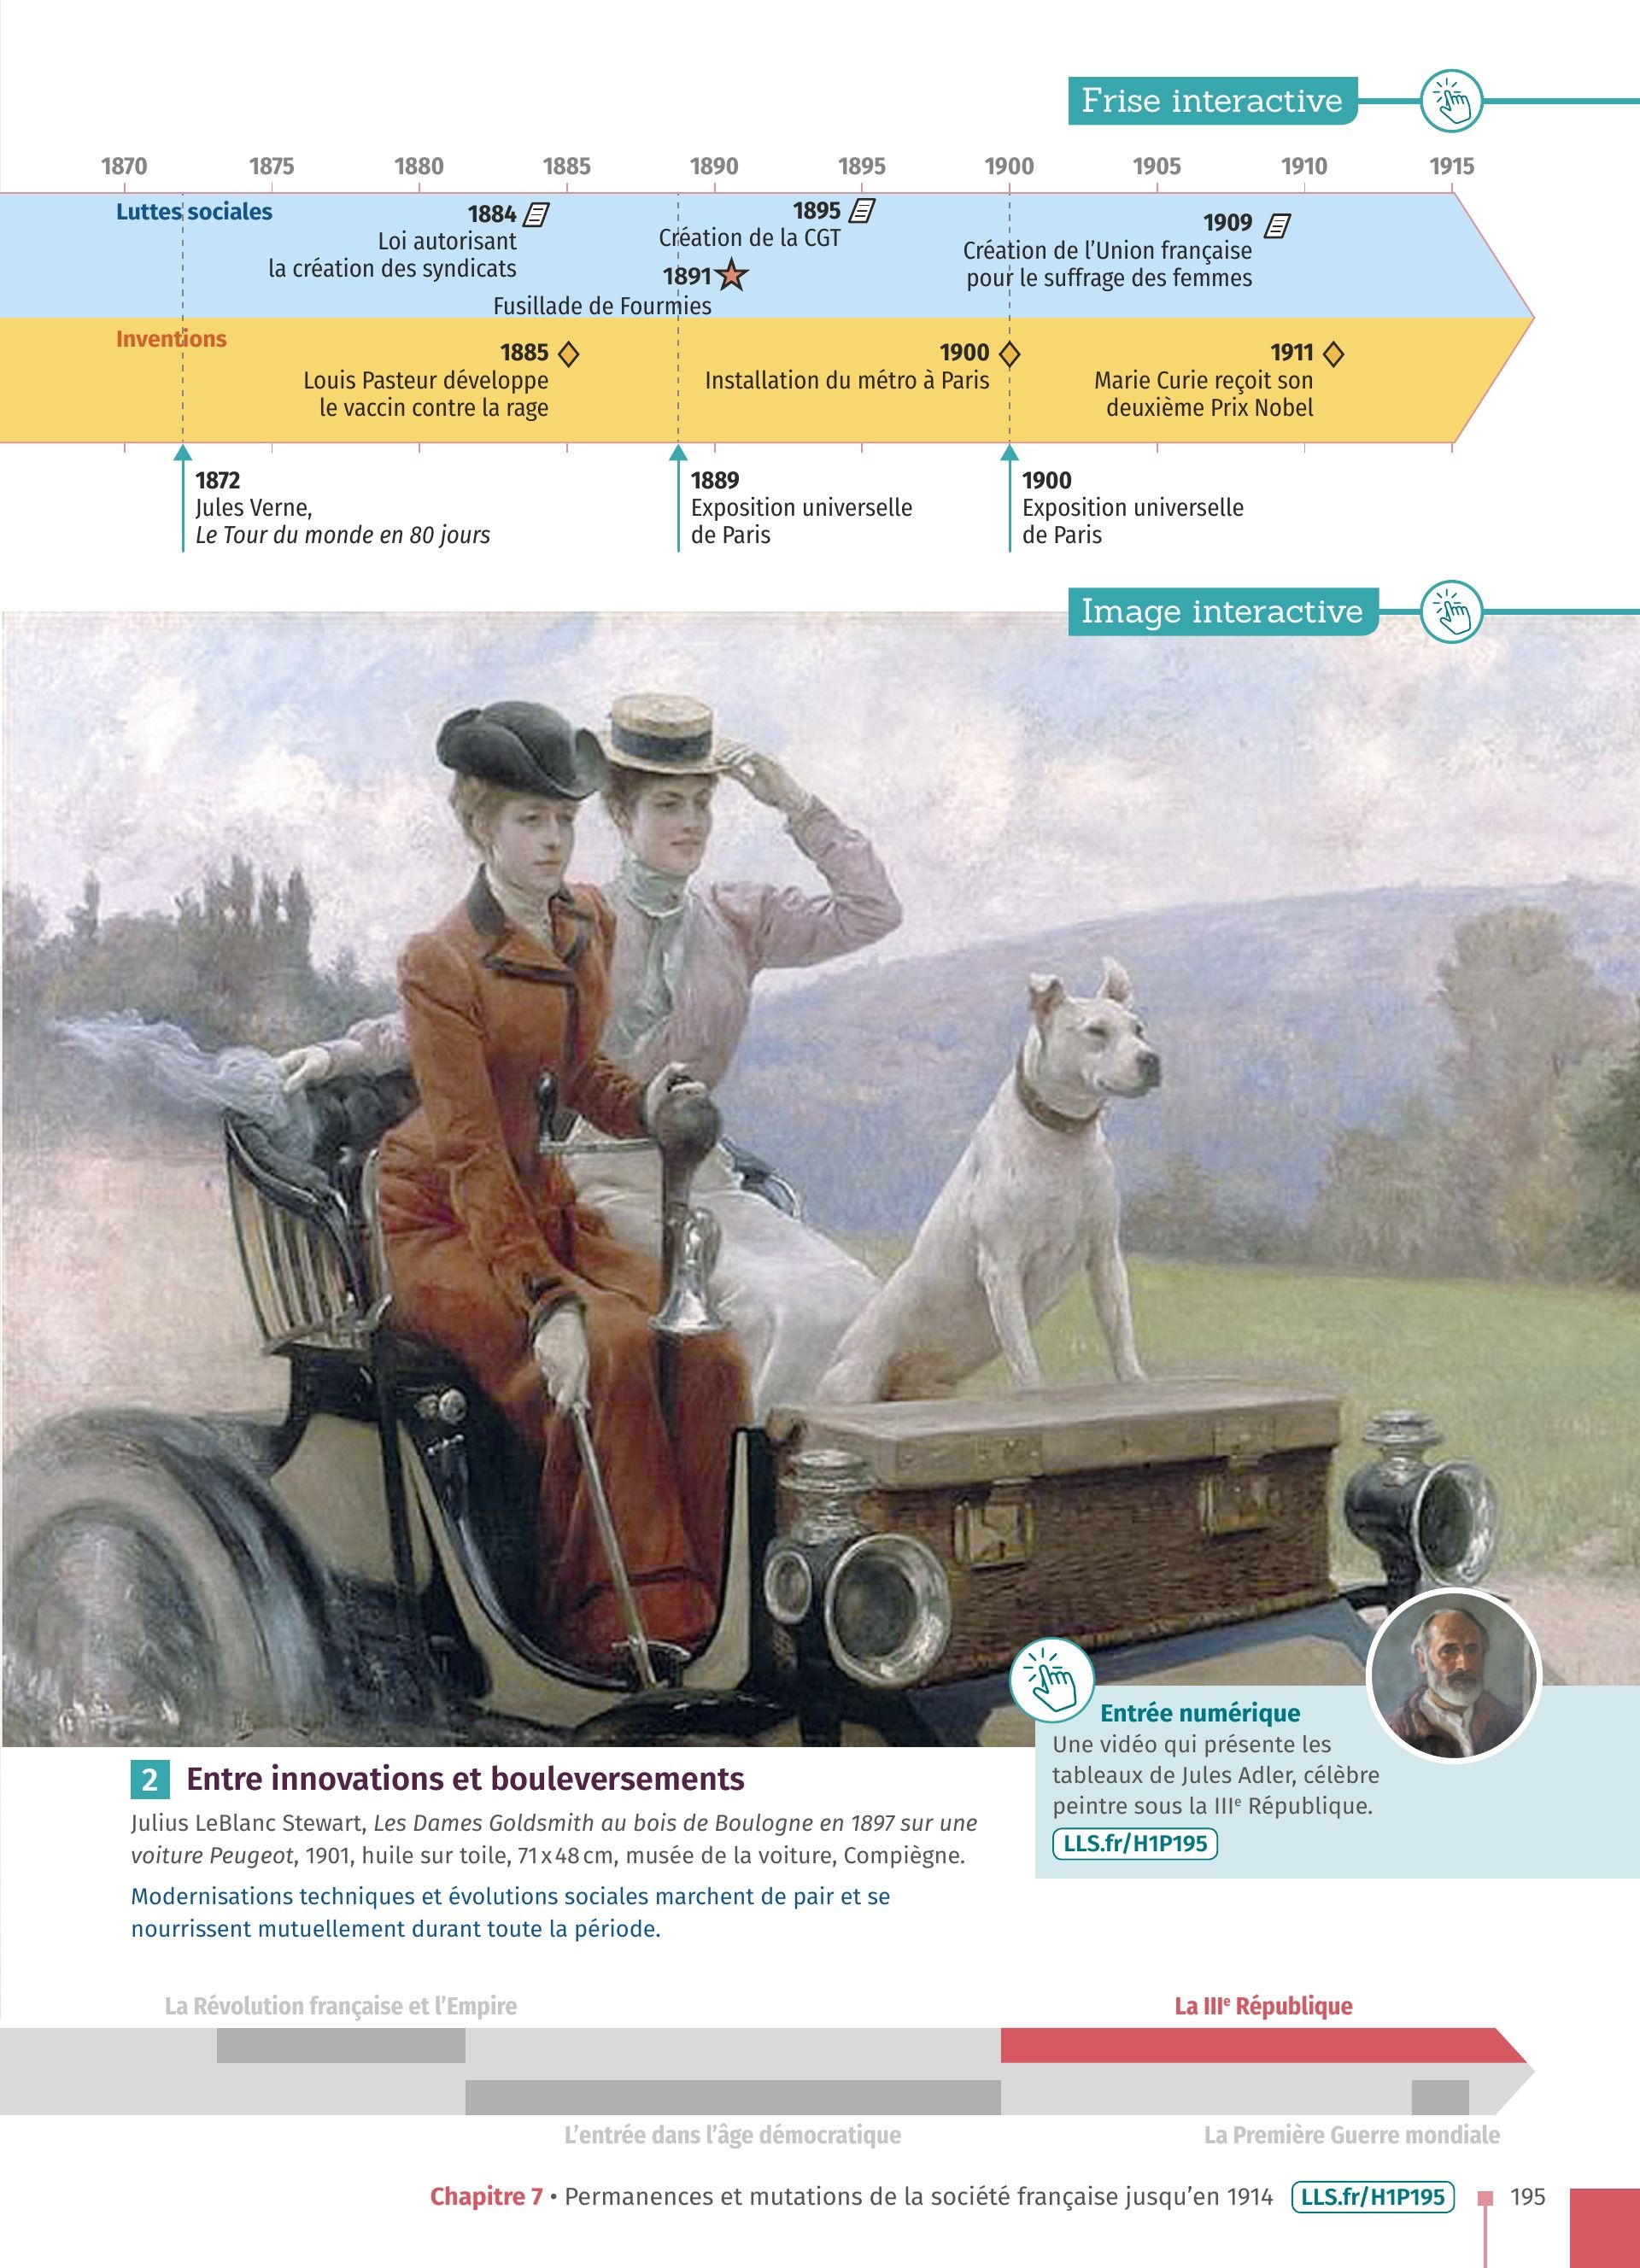 Frise interactive
1870 1875 1880 1885 1890 1895 1900 1905 1910 1915
Luttes sociales
1884
Loi autorisant
la création des syndicats
1895
Création de la CGT
1891
Fusillade de Fourmies
1909
Création de l'Union française
pour le suffrage des femmes
Inventions
1885
Louis Pasteur développe
le vaccin contre la rage
1900
Installation du métro à Paris
1911
Marie Curie reçoit son
deuxième Prix Nobel
1872
Jules Verne,
Le Tour du monde en 80 jours
1889
Exposition universelle
de Paris
1900
Exposition universelle
de Paris
Image interactive
2 Entre innovations et bouleversements
Julius LeBlanc Stewart, Les Dames Goldsmith au bois de Boulogne en 1897 sur une
voiture Peugeot, 1901, huile sur toile, 71 x 48 cm, musée de la voiture, Compiègne.
Modernisations techniques et évolutions sociales marchent de pair et se
nourrissent mutuellement durant toute la période.
Entrée numérique
Une vidéo qui présente les
tableaux de Jules Adler, célèbre
peintre sous la IIIe République.
LLS.fr/H1P195
La Révolution française et l'Empire
La IIIe République
L'entrée dans l'âge démocratique
La Première Guerre mondiale
Chapitre 7 • Permanences et mutations de la société française jusqu'en 1914 LLS.fr/H1P195 195